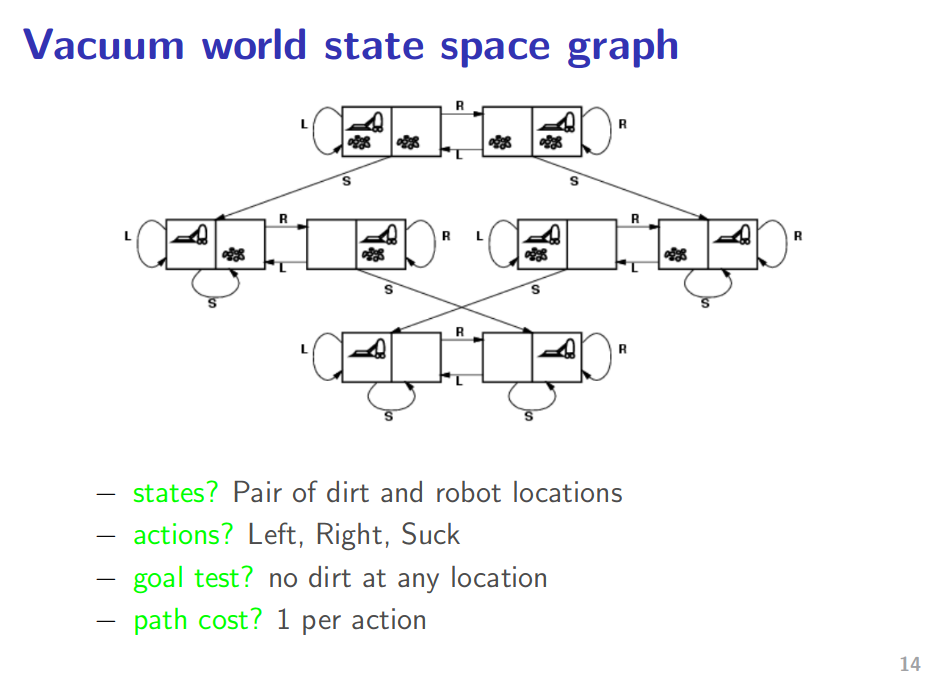 Vacuum world state space graph
R
L R
L
S S
R R
L R L R
L L
S S
S S
R
L R
L
S S
– states? Pair of dirt and robot locations
– actions? Left, Right, Suck
– goal test? no dirt at any location
– path cost? 1 per action
14